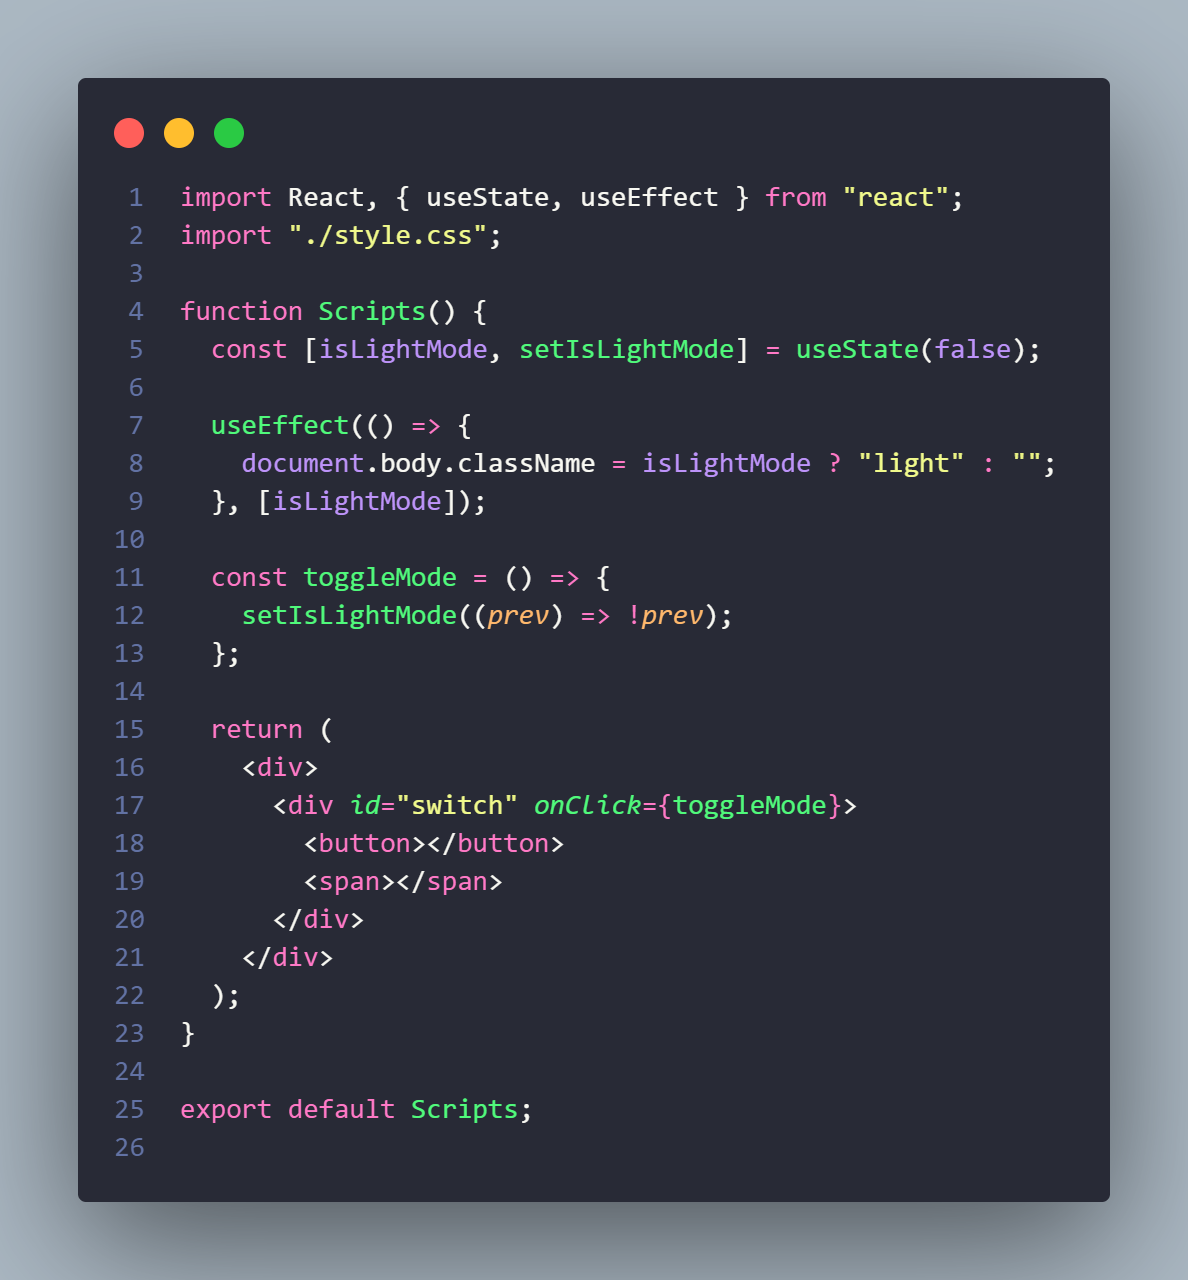 1 import React, { useState, useEffect } from "react";
2 import "./style.css";
3
4 function Scripts() {
5   const [isLightMode, setIsLightMode] = useState(false);
6
7   useEffect(() => {
8     document.body.className = isLightMode ? "light" : "";
9   }, [isLightMode]);
10
11   const toggleMode = () => {
12     setIsLightMode((prev) => !prev);
13   };
14
15   return (
16     <div>
17       <div id="switch" onClick={toggleMode}>
18         <button></button>
19         <span></span>
20       </div>
21     </div>
22   );
23 }
24
25 export default Scripts;
26